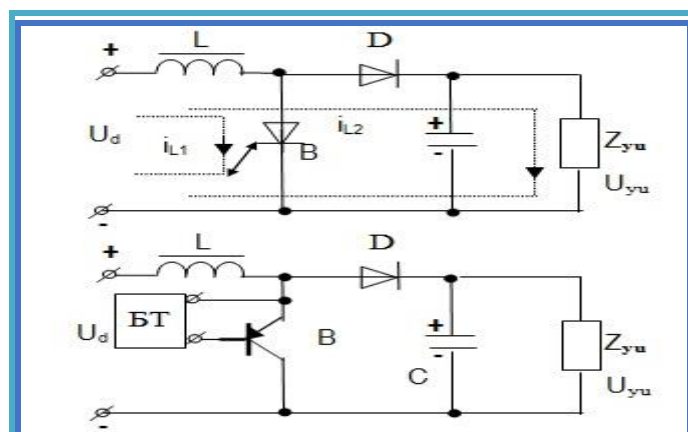 L D
+
+
U_d i_L1 B i_L2 Z_yu
-
U_yu
-
L D
+
БТ
+
U_d B Z_yu
-
C U_yu
-